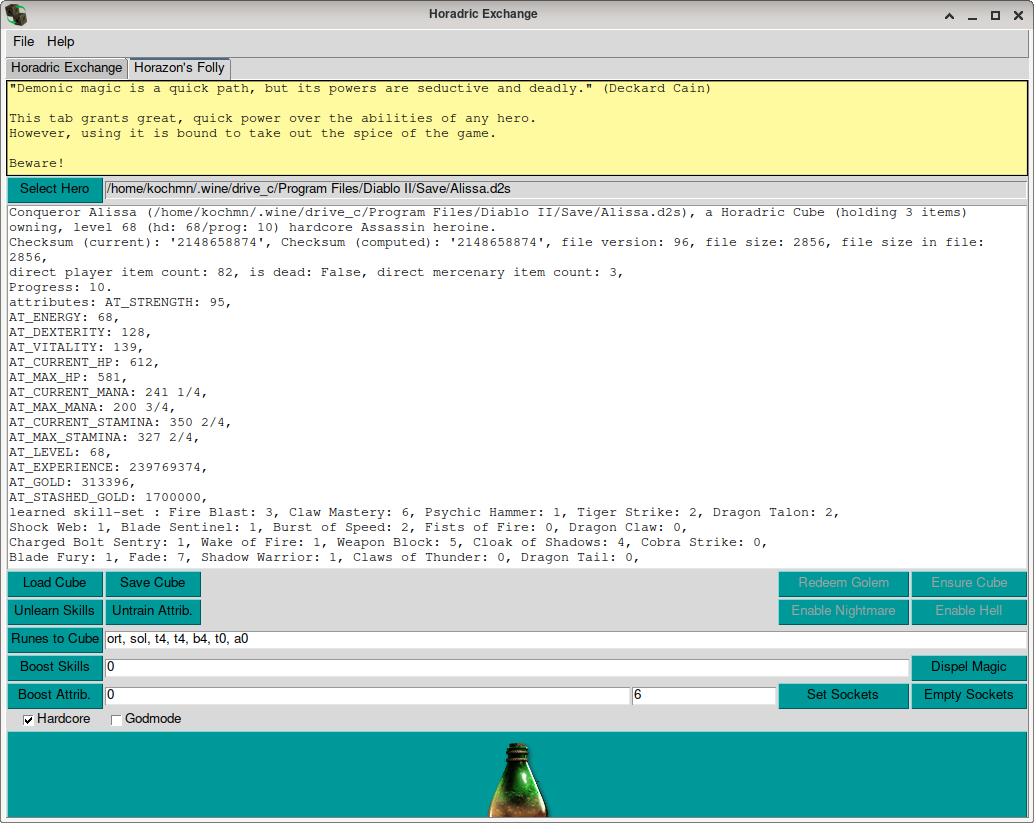 Horadric Exchange
File Help
Horadric Exchange Horazon's Folly
"Demonic magic is a quick path, but its powers are seductive and deadly." (Deckard Cain)
This tab grants great, quick power over the abilities of any hero.
However, using it is bound to take out the spice of the game.
Beware!
Select Hero /home/kochmn/.wine/drive_c/Program Files/Diablo II/Save/Alissa.d2s
Conqueror Alissa (/home/kochmn/.wine/drive_c/Program Files/Diablo II/Save/Alissa.d2s), a Horadric Cube (holding 3 items)
owning, level 68 (hd: 68/prog: 10) hardcore Assassin heroine.
Checksum (current): '2148658874', Checksum (computed): '2148658874', file version: 96, file size: 2856, file size in file:
2856,
direct player item count: 82, is dead: False, direct mercenary item count: 3,
Progress: 10.
attributes: AT_STRENGTH: 95,
AT_ENERGY: 68,
AT_DEXTERITY: 128,
AT_VITALITY: 139,
AT_CURRENT_HP: 612,
AT_MAX_HP: 581,
AT_CURRENT_MANA: 241 1/4,
AT_MAX_MANA: 200 3/4,
AT_CURRENT_STAMINA: 350 2/4,
AT_MAX_STAMINA: 327 2/4,
AT_LEVEL: 68,
AT_EXPERIENCE: 239769374,
AT_GOLD: 313396,
AT_STASHED_GOLD: 1700000,
learned skill-set : Fire Blast: 3, Claw Mastery: 6, Psychic Hammer: 1, Tiger Strike: 2, Dragon Talon: 2,
Shock Web: 1, Blade Sentinel: 1, Burst of Speed: 2, Fists of Fire: 0, Dragon Claw: 0,
Charged Bolt Sentry: 1, Wake of Fire: 1, Weapon Block: 5, Cloak of Shadows: 4, Cobra Strike: 0,
Blade Fury: 1, Fade: 7, Shadow Warrior: 1, Claws of Thunder: 0, Dragon Tail: 0,
Load Cube Save Cube Redeem Golem Ensure Cube
Unlearn Skills Untrain Attrib. Enable Nightmare Enable Hell
Runes to Cube ort, sol, t4, t4, b4, t0, a0
Boost Skills 0 Dispel Magic
Boost Attrib. 0 6 Set Sockets Empty Sockets
Hardcore Godmode